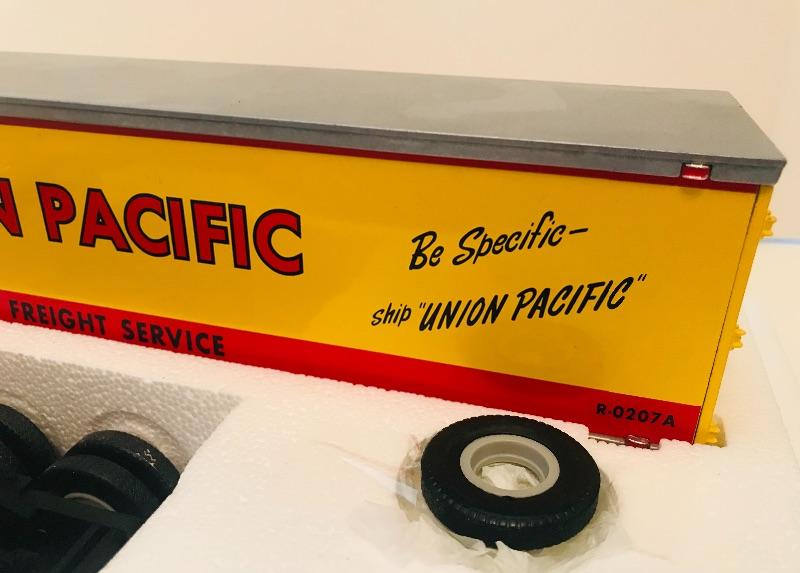 N PACIFIC
Be Specific-
ship "UNION PACIFIC"
FREIGHT SERVICE
R-0207A